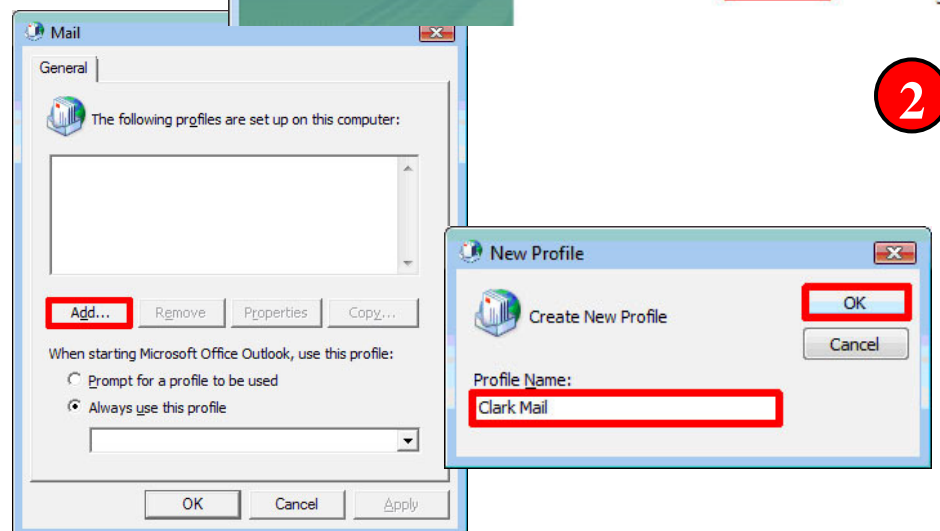 Mail
General
The following profiles are set up on this computer:
Add... Remove Properties Copy...
When starting Microsoft Office Outlook, use this profile:
Prompt for a profile to be used
Always use this profile
OK Cancel Apply
2
New Profile
Create New Profile
OK
Cancel
Profile Name:
Clark Mail